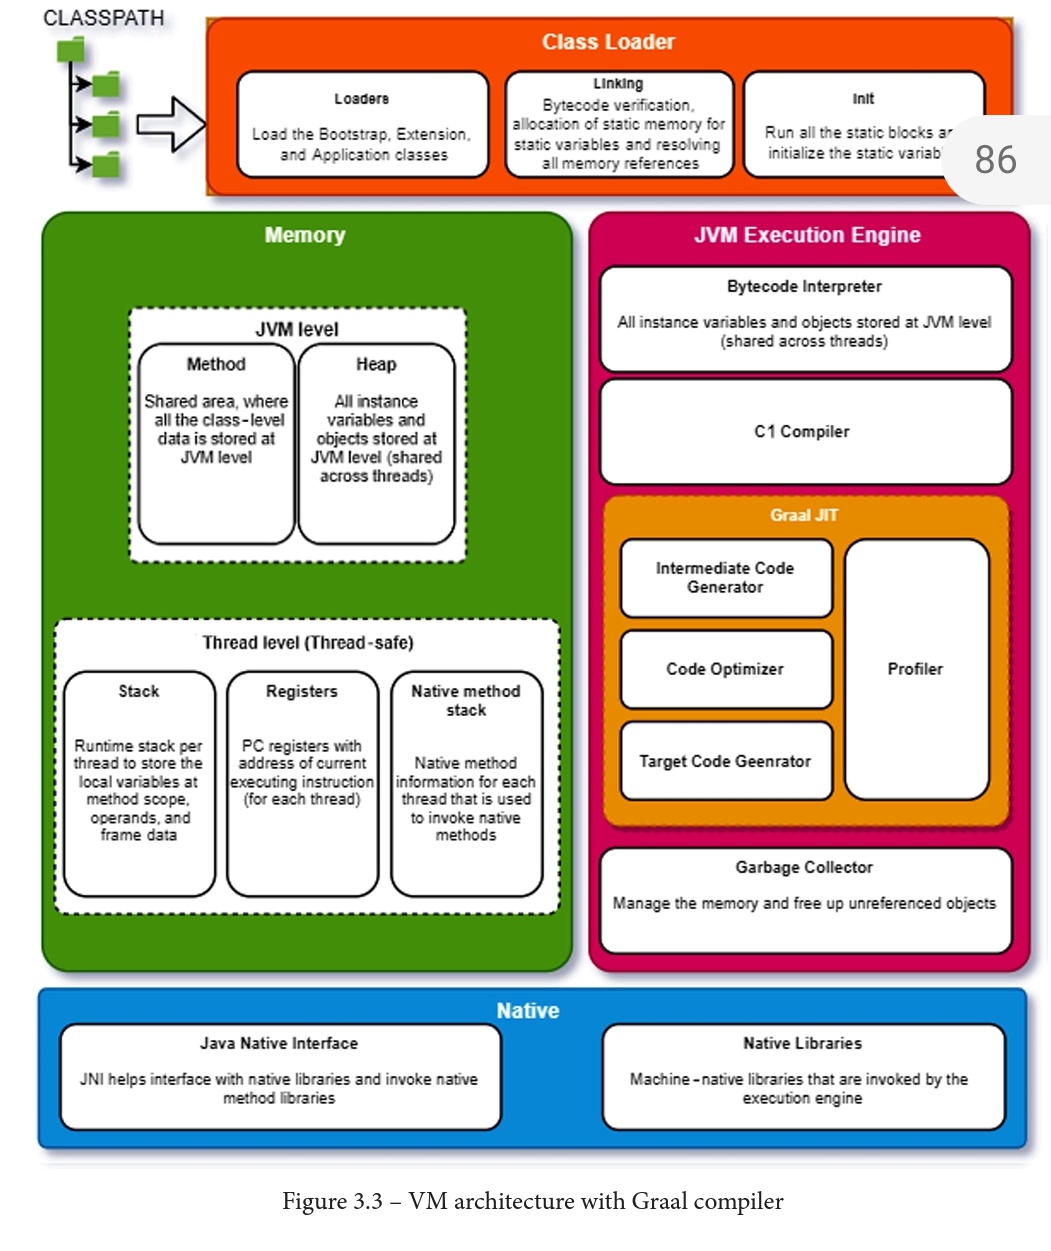 CLASSPATH
Class Loader
Loaders
Load the Bootstrap, Extension,
and Application classes
Linking
Bytecode verification,
allocation of static memory for
static variables and resolving
all memory references
Init
Run all the static blocks
initialize the static
86
Memory
JVM level
Method
Shared area, where
all the class-level
data is stored at
JVM level
Heap
All instance
variables and
objects stored at
JVM level (shared
across threads)
Thread level (Thread-safe)
Stack
Runtime stack per
thread to store the
local variables at
method scope,
operands, and
frame data
Registers
PC registers with
address of current
executing instruction
(for each thread)
Native method
stack
Native method
information for each
thread that is used
to invoke native
methods
JVM Execution Engine
Bytecode Interpreter
All instance variables and objects stored at JVM level
(shared across threads)
C1 Compiler
Graal JIT
Intermediate Code
Generator
Code Optimizer
Target Code Geenrator
Profiler
Garbage Collector
Manage the memory and free up unreferenced objects
Native
Java Native Interface
JNI helps interface with native libraries and invoke native
method libraries
Native Libraries
Machine-native libraries that are invoked by the
execution engine
Figure 3.3 – VM architecture with Graal compiler